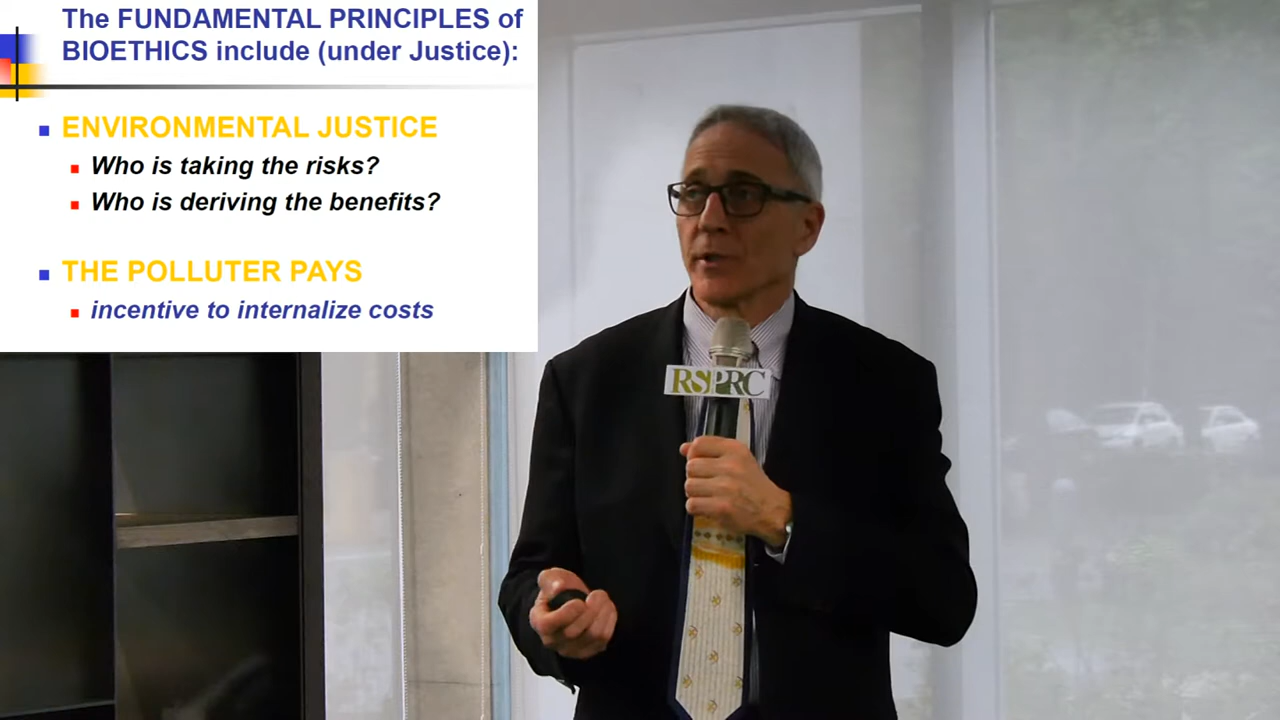 The FUNDAMENTAL PRINCIPLES of
BIOETHICS include (under Justice):
ENVIRONMENTAL JUSTICE
Who is taking the risks?
Who is deriving the benefits?
THE POLLUTER PAYS
incentive to internalize costs
RSPRC